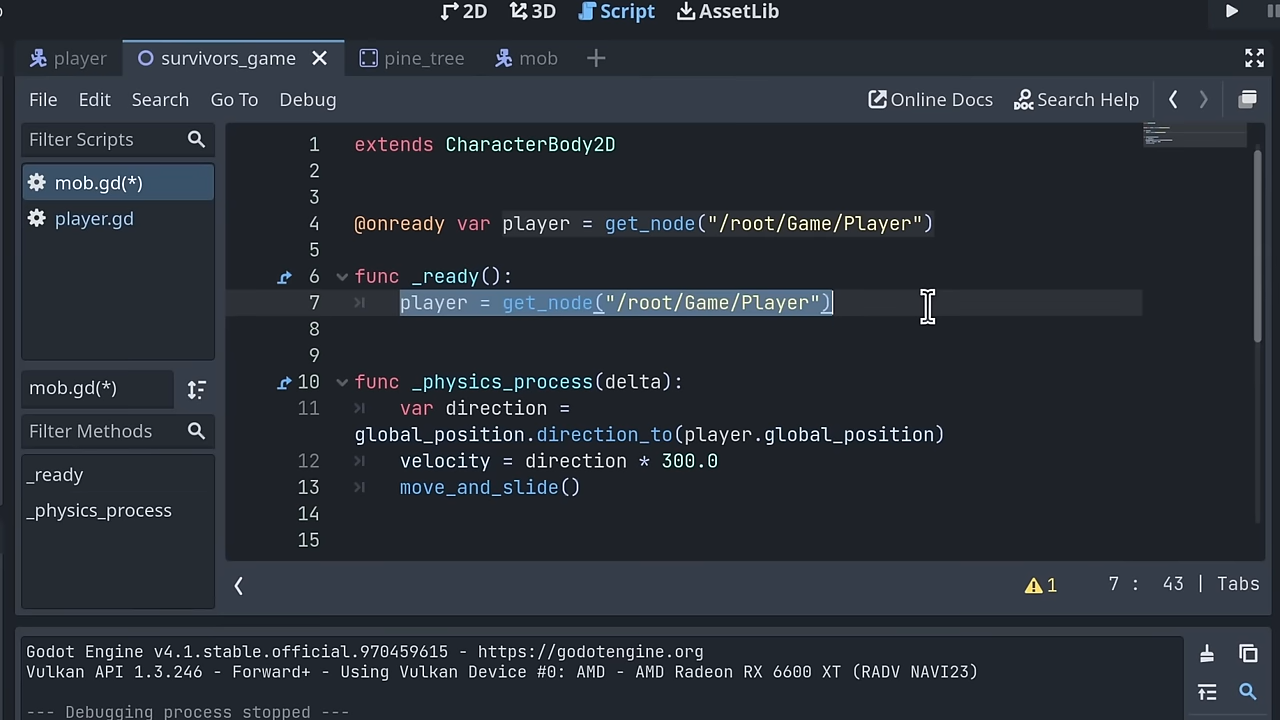 2D 3D Script AssetLib
player survivors_game pine_tree mob
File Edit Search Go To Debug Online Docs Search Help
Filter Scripts
mob.gd(*)
player.gd
mob.gd(*)
Filter Methods
_ready
_physics_process
1 extends CharacterBody2D
2
3
4 @onready var player = get_node("/root/Game/Player")
5
6 func _ready():
7 player = get_node("/root/Game/Player")
8
9
10 func _physics_process(delta):
11 var direction =
global_position.direction_to(player.global_position)
12 velocity = direction * 300.0
13 move_and_slide()
14
15
1 7 : 43 | Tabs
Godot Engine v4.1.stable.official.970459615 - https://godotengine.org
Vulkan API 1.3.246 - Forward+ - Using Vulkan Device #0: AMD - AMD Radeon RX 6600 XT (RADV NAVI23)
--- Debugging process stopped ---